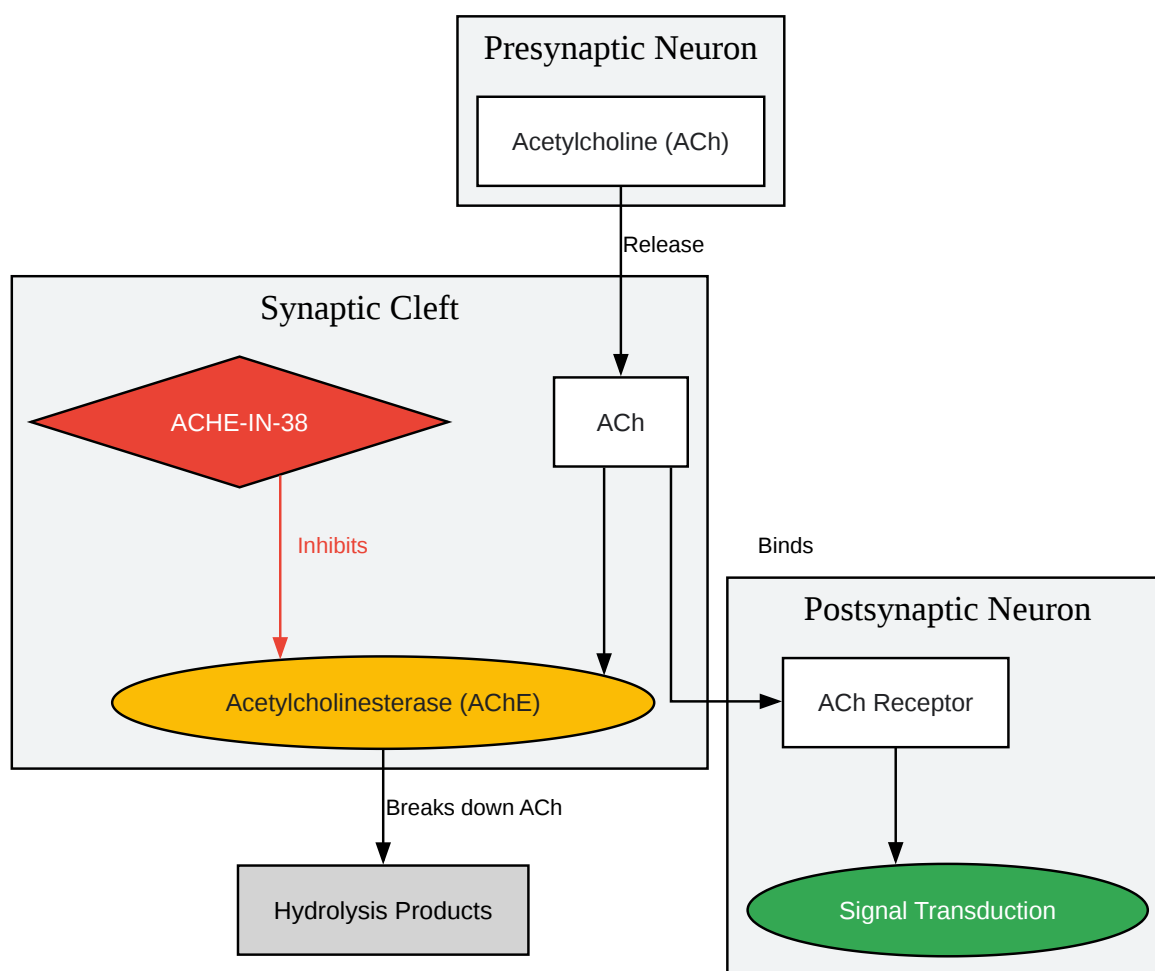 Presynaptic Neuron
Acetylcholine (ACh)
Release
Synaptic Cleft
ACHE-IN-38
ACh
Inhibits
Binds
Postsynaptic Neuron
Acetylcholinesterase (AChE)
ACh Receptor
Breaks down ACh
Hydrolysis Products
Signal Transduction